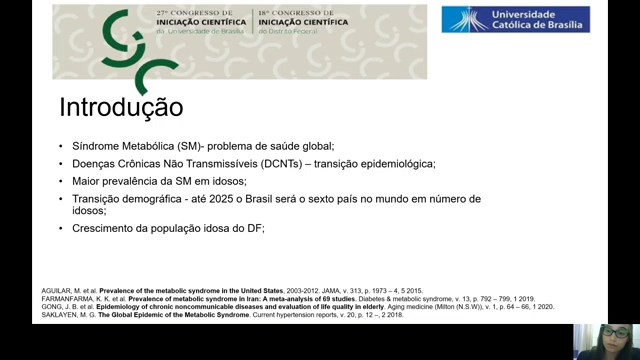 27º CONGRESSO DE
INICIAÇÃO CIENTÍFICA
da Universidade de Brasília
18º CONGRESSO DE
INICIAÇÃO CIENTÍFICA
do Distrito Federal
Universidade
Católica de Brasília
Introdução
• Síndrome Metábólica (SM)- problema de saúde global;
• Doenças Crônicas Não Transmissíveis (DCNTs) – transição epidemiológica;
• Maior prevalência da SM em idosos;
• Transição demográfica - até 2025 o Brasil será o sexto país no mundo em número de
idosos;
• Crescimento da população idosa do DF;
AGUILAR, M. et al. Prevalence of the metabolic syndrome in the United States, 2003-2012. JAMA, v. 313, p. 1973 – 4, 5 2015.
FARMANFARMA, K. K. et al. Prevalence of metabolic syndrome in Iran: A meta-analysis of 69 studies. Diabetes & metabolic syndrome, v. 13, p. 792 – 799, 1 2019.
GONG, J. B. et al. Epidemiology of chronic noncommunicable diseases and evaluation of life quality in elderly. Aging medicine (Milton (N.S.W)), v. 1, p. 64 – 66, 1 2020.
SAKLAYEN, M. G. The Global Epidemic of the Metabolic Syndrome. Current hypertension reports, v. 20, p. 12 –, 2 2018.